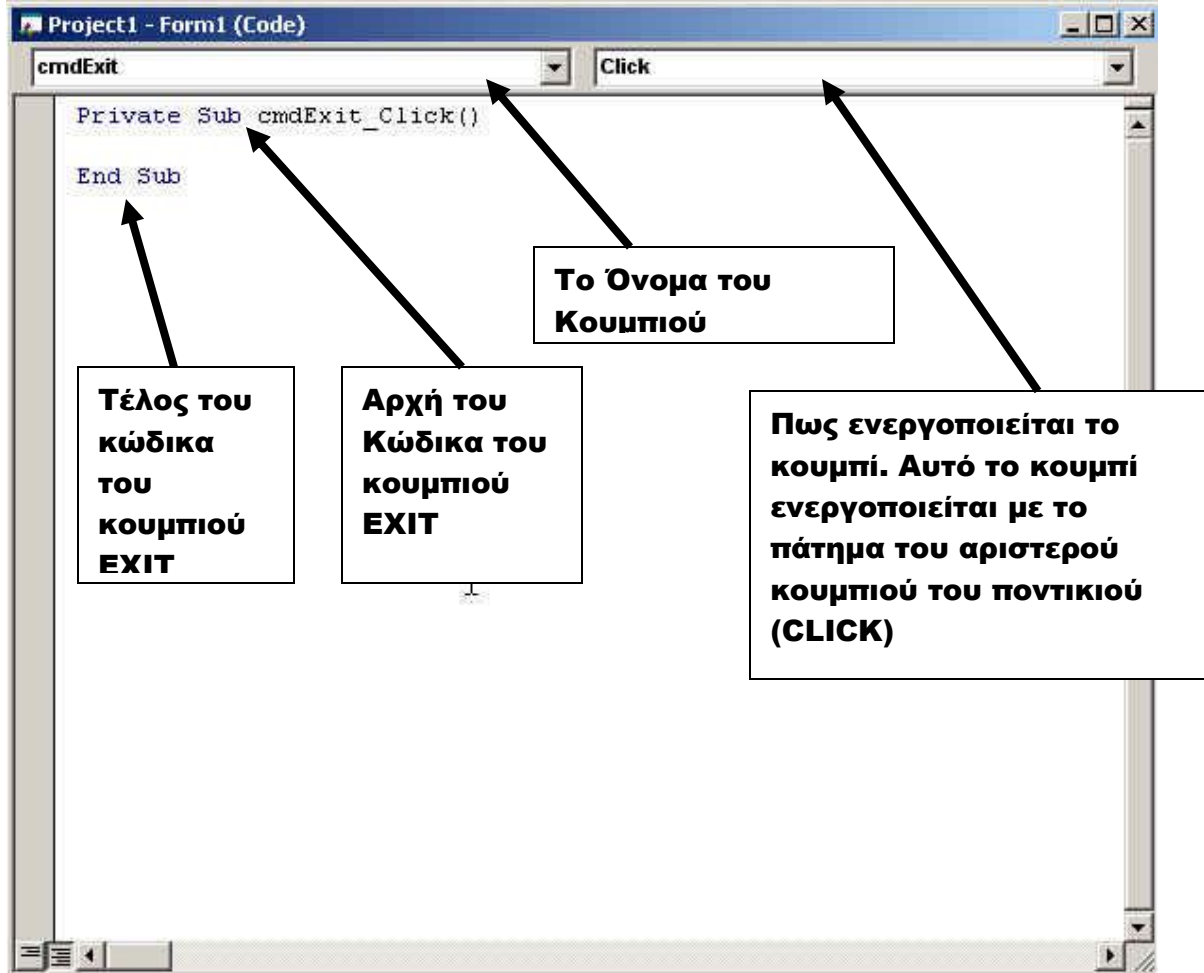 Project1 - Form1 (Code)
cmdExit
Click
Private Sub cmdExit_Click()
End Sub
Το Όνομα του
Κουμπιού
Τέλος του
κώδικα
του
κουμπιού
EXIT
Αρχή του
Κώδικα του
κουμπιού
EXIT
Πως ενεργοποιείται το
κουμπί. Αυτό το κουμπί
ενεργοποιείται με το
πάτημα του αριστερού
κουμπιού του ποντικιού
(CLICK)